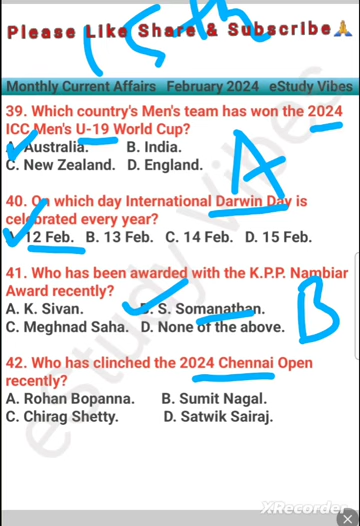 Please Like Share & Subscribe🙏
15th
Monthly Current Affairs February 2024 eStudy Vibes
39. Which country's Men's team has won the 2024
ICC Men's U-19 World Cup?
A. Australia. B. India.
C. New Zealand. D. England.
A
40. On which day International Darwin Day is
celebrated every year?
A. 12 Feb. B. 13 Feb. C. 14 Feb. D. 15 Feb.
41. Who has been awarded with the K.P.P. Nambiar
Award recently?
A. K. Sivan. B. S. Somanathan.
C. Meghnad Saha. D. None of the above.
B
42. Who has clinched the 2024 Chennai Open
recently?
A. Rohan Bopanna. B. Sumit Nagal.
C. Chirag Shetty. D. Satwik Sairaj.
eStudy Vibes
XRecorder